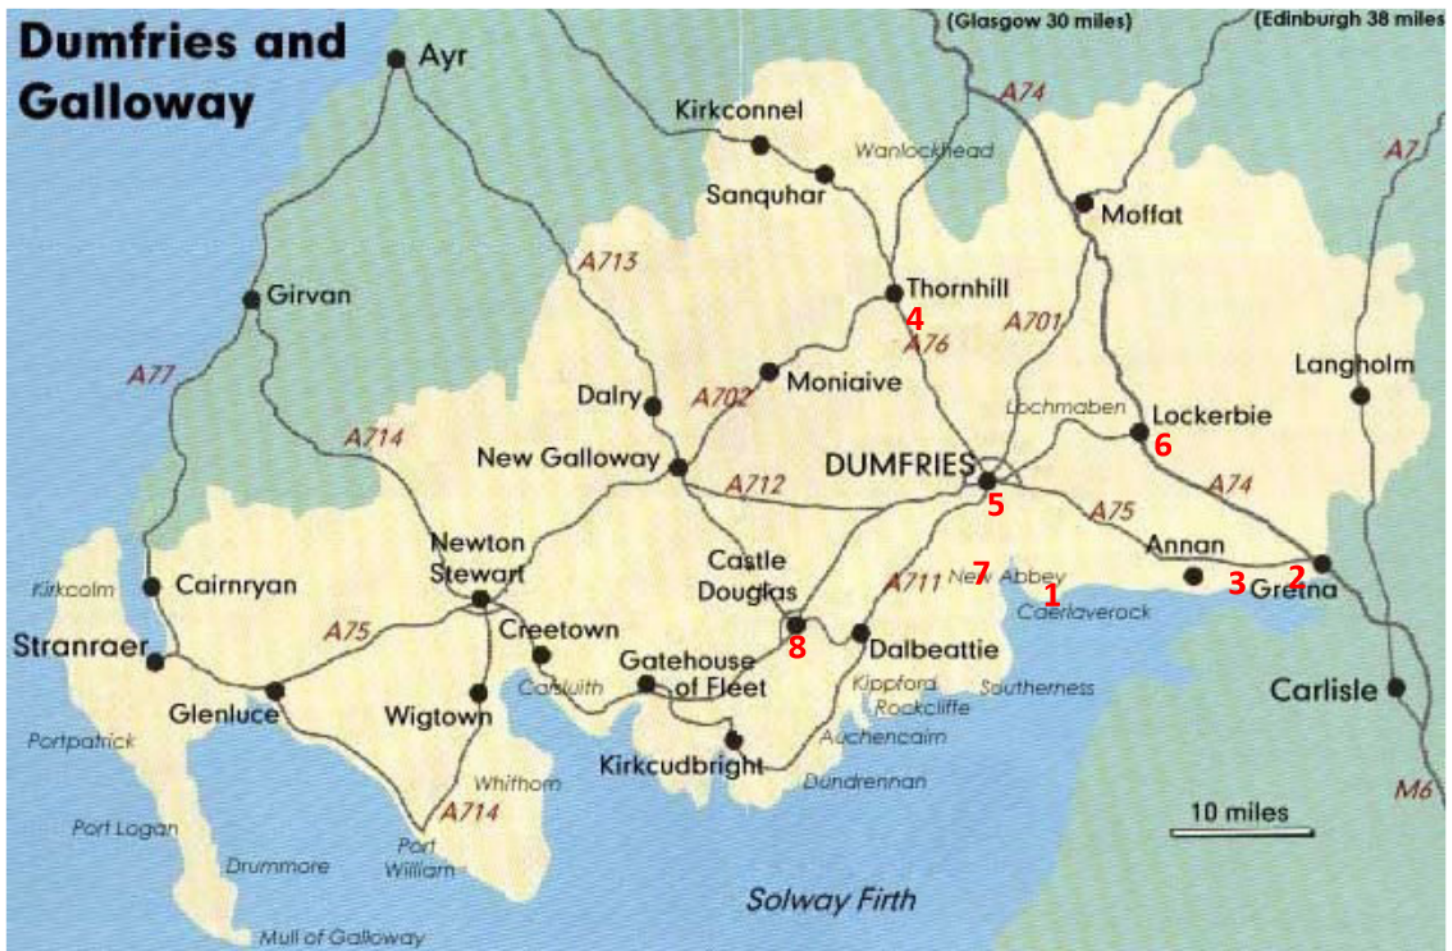 Dumfries and
Galloway
(Glasgow 30 miles)
(Edinburgh 38 miles
Ayr
A74
Kirkconnel
Wanlockhead
A7
Sanquhar
Moffat
A713
Girvan
Thornhill
4
A701
A76
A77
Langholm
Moniaive
Dalry
A702
Lochmaben
Lockerbie
6
A714
New Galloway
DUMFRIES
A712
A74
5
A75
Newton
Stewart
Annan
Castle
Douglas
Kirkcolm
Cairnryan
A711
New Abbey
7
1
3
2
Gretna
Caerlaverock
A75
Creetown
Stranraer
8
Dalbeattie
Gatehouse
of Fleet
Carsluith
Kippford
Southerness
Carlisle
Glenluce
Wigtown
Rockcliffe
Portpatrick
Auchencairn
Kirkcudbright
Whithorn
Dundrennan
M6
A714
10 miles
Port Logan
Port
William
Drummore
Solway Firth
Mull of Galloway